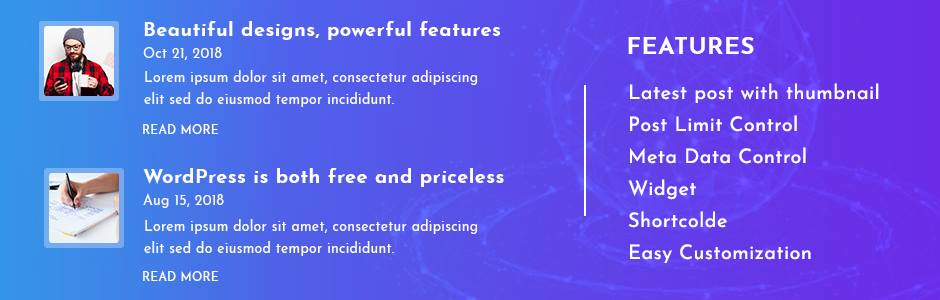 Beautiful designs, powerful features
Oct 21, 2018
Lorem ipsum dolor sit amet, consectetur adipiscing
elit sed do eiusmod tempor incididunt.
READ MORE
WordPress is both free and priceless
Aug 15, 2018
Lorem ipsum dolor sit amet, consectetur adipiscing
elit sed do eiusmod tempor incididunt.
READ MORE
FEATURES
Latest post with thumbnail
Post Limit Control
Meta Data Control
Widget
Shortcolde
Easy Customization